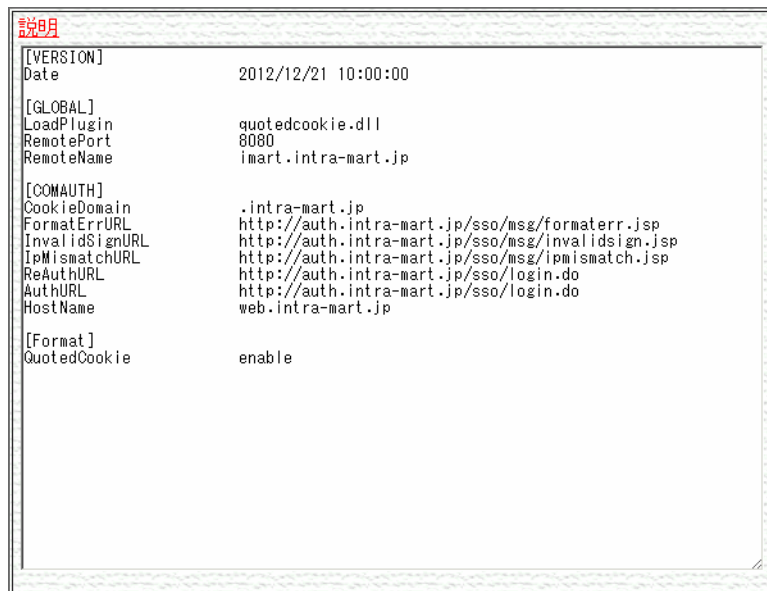 説明
[VERSION]
Date 2012/12/21 10:00:00
[GLOBAL]
LoadPlugin quotedcookie.dll
RemotePort 8080
RemoteName imart.intra-mart.jp
[COMAUTH]
CookieDomain .intra-mart.jp
FormatErrURL http://auth.intra-mart.jp/sso/msg/formaterr.jsp
InvalidSignURL http://auth.intra-mart.jp/sso/msg/invalidsign.jsp
IpMismatchURL http://auth.intra-mart.jp/sso/msg/ipmismatch.jsp
ReAuthURL http://auth.intra-mart.jp/sso/login.do
AuthURL http://auth.intra-mart.jp/sso/login.do
HostName web.intra-mart.jp
[Format]
QuotedCookie enable